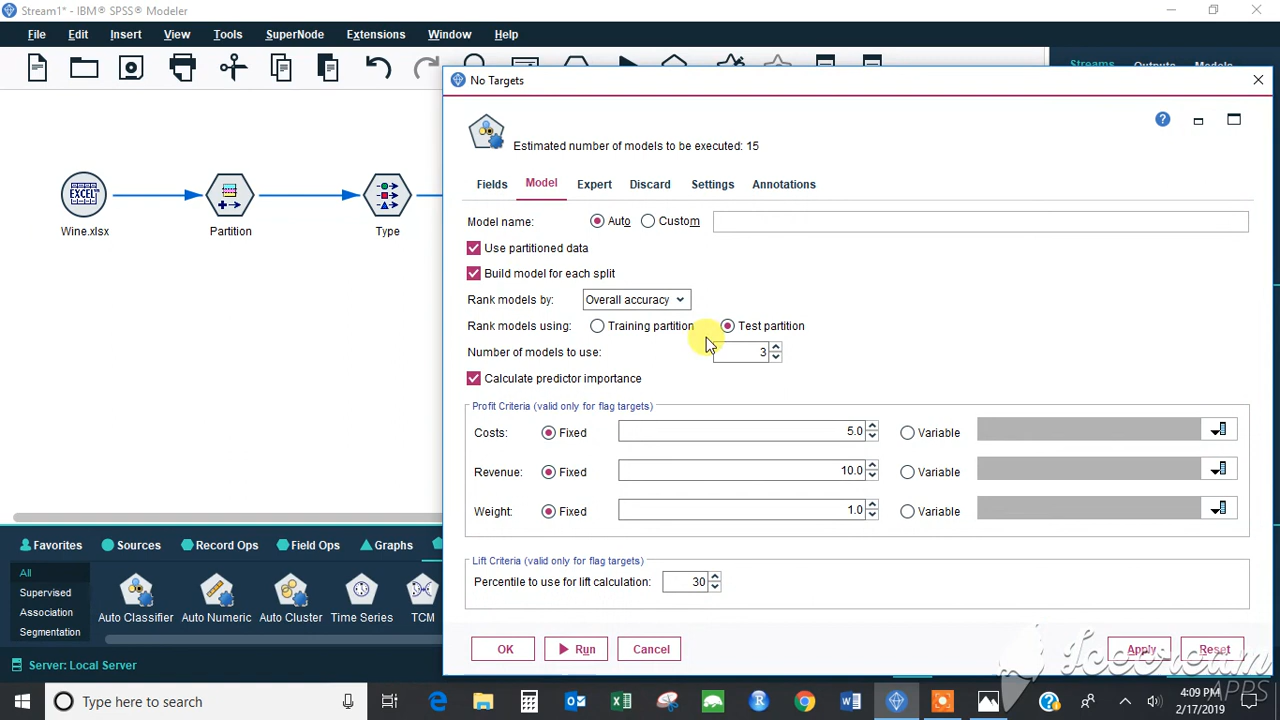 Stream1* - IBM® SPSS® Modeler
File Edit Insert View Tools SuperNode Extensions Window Help
Streams Outputs Models
No Targets
Estimated number of models to be executed: 15
Fields Model Expert Discard Settings Annotations
Model name: Auto Custom
Use partitioned data
Build model for each split
Rank models by: Overall accuracy
Rank models using: Training partition Test partition
Number of models to use: 3
Calculate predictor importance
Profit Criteria (valid only for flag targets)
Costs: Fixed 5.0 Variable
Revenue: Fixed 10.0 Variable
Weight: Fixed 1.0 Variable
Lift Criteria (valid only for flag targets)
Percentile to use for lift calculation: 30
OK Run Cancel Apply Reset
EXCEL
Wine.xlsx Partition Type
Favorites Sources Record Ops Field Ops Graphs
All
Supervised
Association
Segmentation
Auto Classifier Auto Numeric Auto Cluster Time Series TCM
Server: Local Server
Icecream
APPS
Type here to search
4:09 PM
2/17/2019